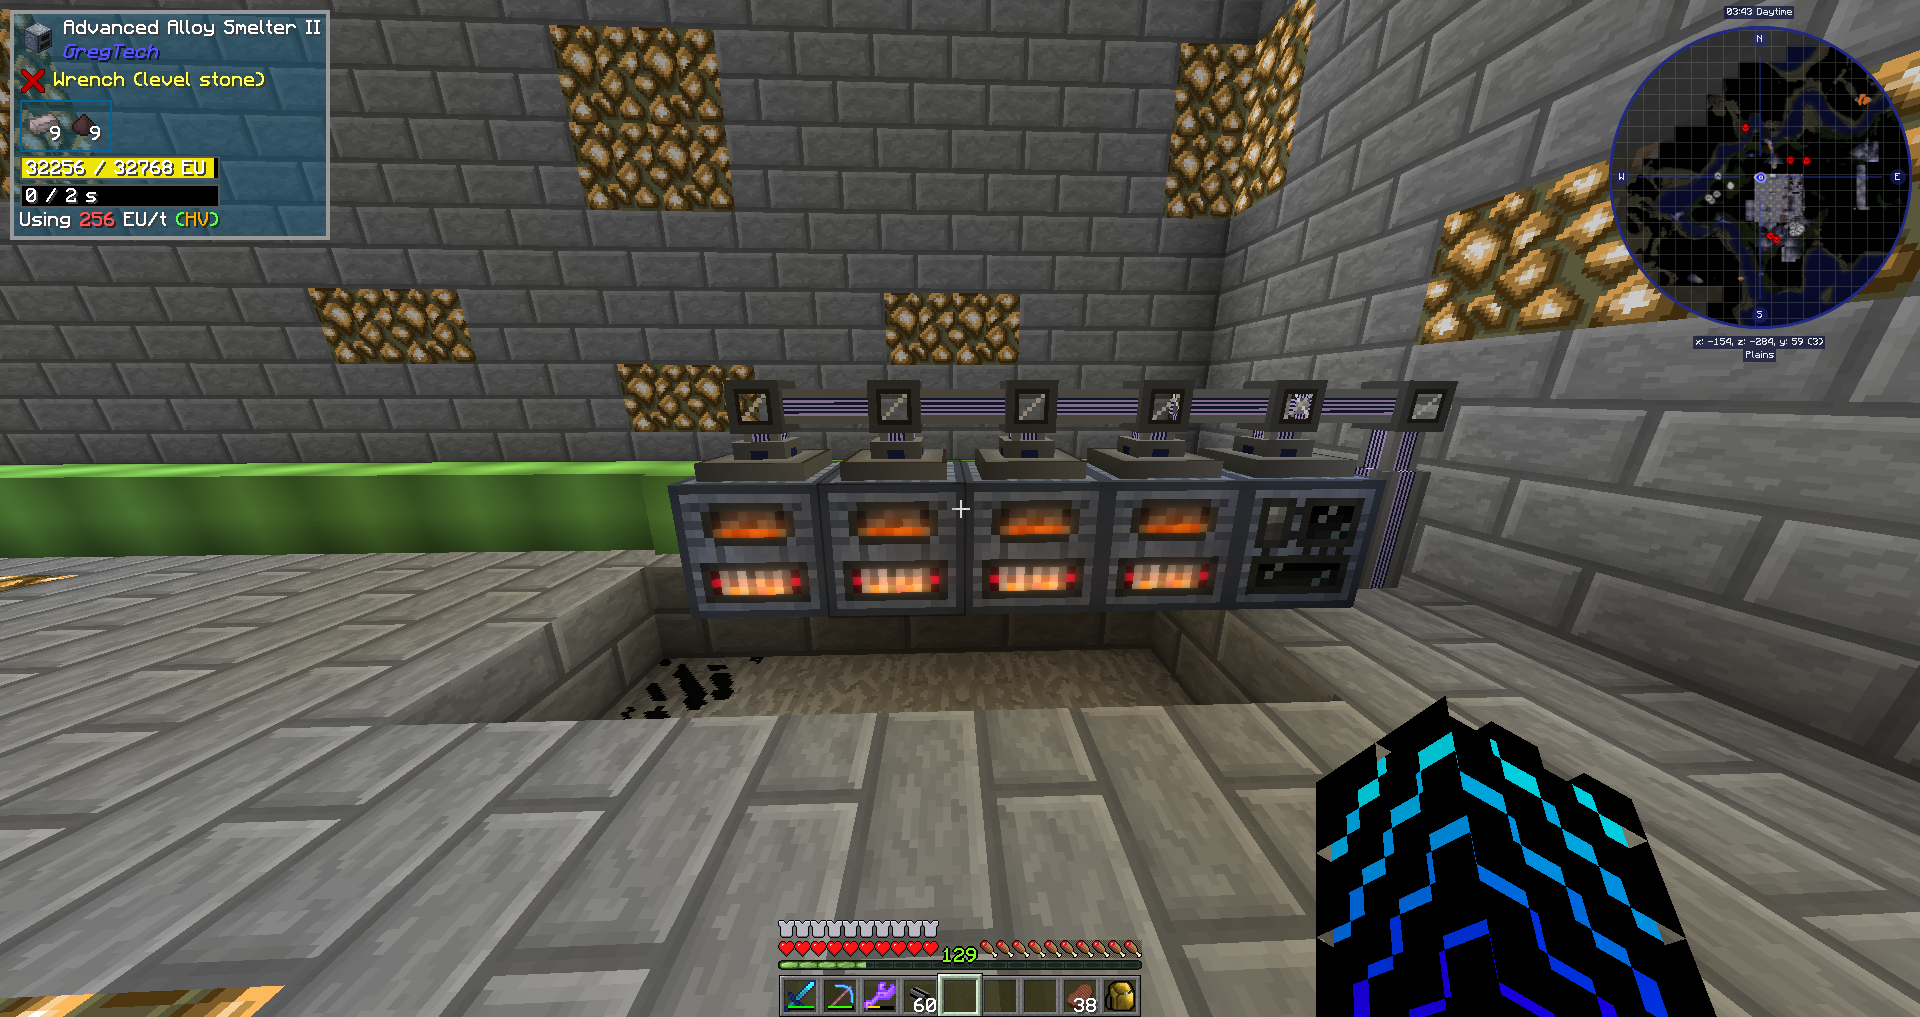 Advanced Alloy Smelter II
GregTech
Wrench (level stone)
9 9
32256 / 32768 EU
0 / 2 s
Using 256 EU/t (HV)
03:43 Daytime
N
W
E
S
x: -154, z: -284, y: 59 (3)
Plains
129
60
38